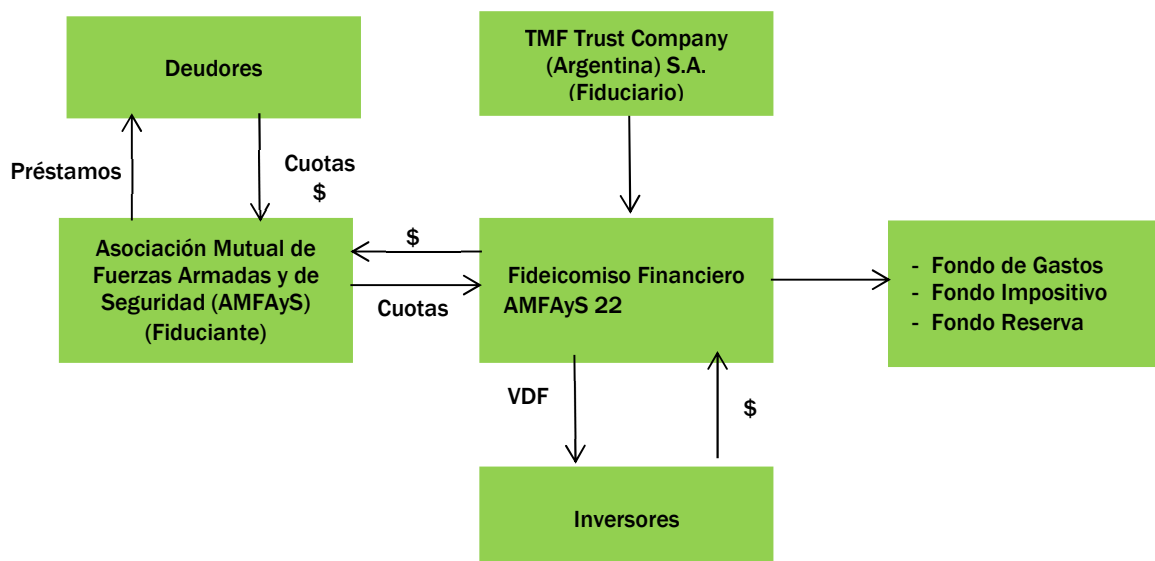 Deudores
TMF Trust Company
(Argentina) S.A.
(Fiduciario)
Préstamos
Cuotas
$
Asociación Mutual de
Fuerzas Armadas y de
Seguridad (AMFAyS)
(Fiduciante)
$
Cuotas
Fideicomiso Financiero
AMFAyS 22
- Fondo de Gastos
- Fondo Impositivo
- Fondo Reserva
VDF
$
Inversores